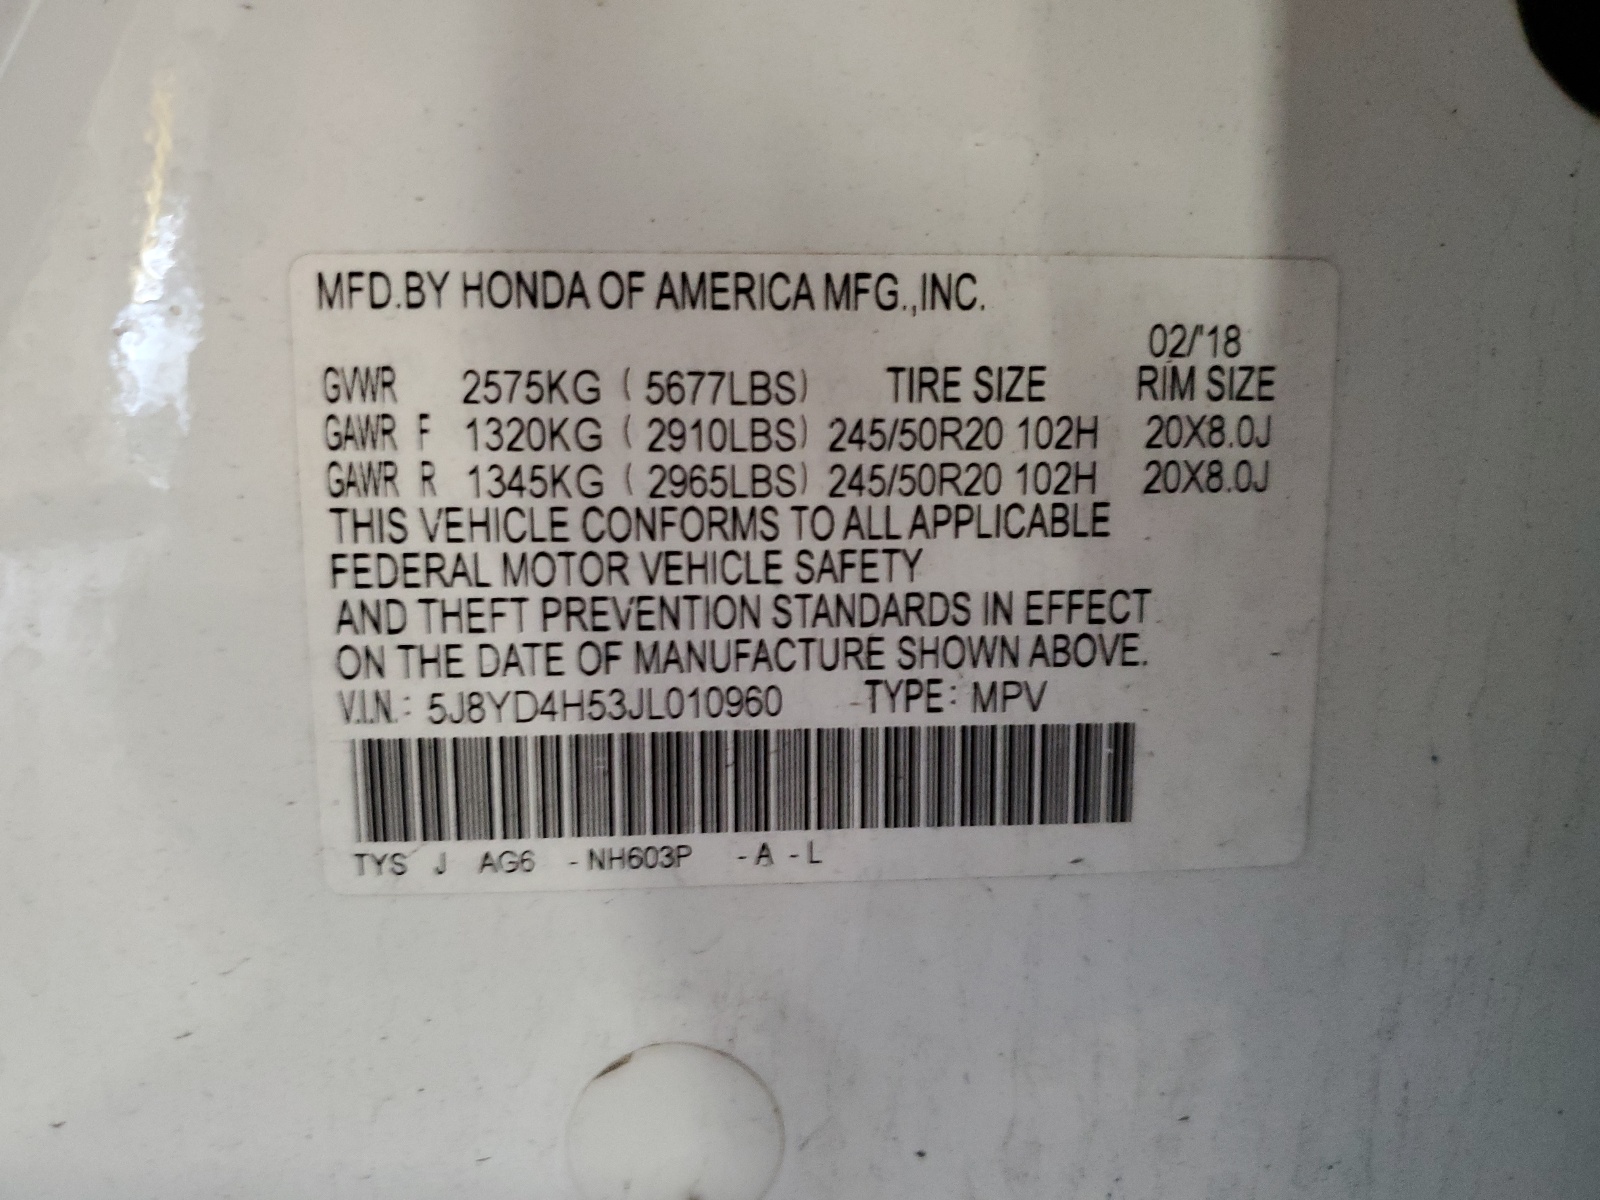 MFD.BY HONDA OF AMERICA MFG.,INC.
02/'18
GVWR 2575KG ( 5677LBS) TIRE SIZE RIM SIZE
GAWR F 1320KG ( 2910LBS) 245/50R20 102H 20X8.0J
GAWR R 1345KG ( 2965LBS) 245/50R20 102H 20X8.0J
THIS VEHICLE CONFORMS TO ALL APPLICABLE
FEDERAL MOTOR VEHICLE SAFETY
AND THEFT PREVENTION STANDARDS IN EFFECT
ON THE DATE OF MANUFACTURE SHOWN ABOVE.
V.I.N.: 5J8YD4H53JL010960 TYPE: MPV
TYS J AG6 -NH603P -A -L